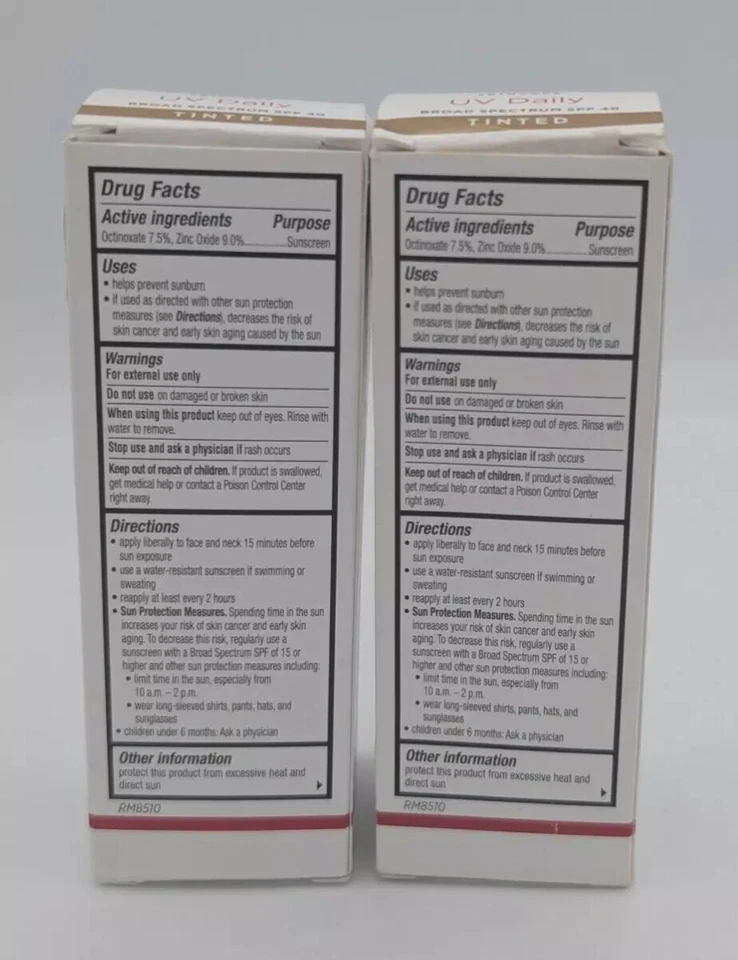 UV Daily
BROAD SPECTRUM SPF 40
TINTED
Drug Facts
Active ingredients Purpose
Octinoxate 7.5%, Zinc Oxide 9.0%..............Sunscreen
Uses
• helps prevent sunburn
• if used as directed with other sun protection
measures (see Directions), decreases the risk of
skin cancer and early skin aging caused by the sun
Warnings
For external use only
Do not use on damaged or broken skin
When using this product keep out of eyes. Rinse with
water to remove.
Stop use and ask a physician if rash occurs
Keep out of reach of children. If product is swallowed,
get medical help or contact a Poison Control Center
right away.
Directions
• apply liberally to face and neck 15 minutes before
sun exposure
• use a water-resistant sunscreen if swimming or
sweating
• reapply at least every 2 hours
• Sun Protection Measures. Spending time in the sun
increases your risk of skin cancer and early skin
aging. To decrease this risk, regularly use a
sunscreen with a Broad Spectrum SPF of 15 or
higher and other sun protection measures including:
• limit time in the sun, especially from
10 a.m. – 2 p.m.
• wear long-sleeved shirts, pants, hats, and
sunglasses
• children under 6 months: Ask a physician
Other information
protect this product from excessive heat and
direct sun
RM8510
UV Daily
BROAD SPECTRUM SPF 40
TINTED
Drug Facts
Active ingredients Purpose
Octinoxate 7.5%, Zinc Oxide 9.0%..............Sunscreen
Uses
• helps prevent sunburn
• if used as directed with other sun protection
measures (see Directions), decreases the risk of
skin cancer and early skin aging caused by the sun
Warnings
For external use only
Do not use on damaged or broken skin
When using this product keep out of eyes. Rinse with
water to remove.
Stop use and ask a physician if rash occurs
Keep out of reach of children. If product is swallowed,
get medical help or contact a Poison Control Center
right away.
Directions
• apply liberally to face and neck 15 minutes before
sun exposure
• use a water-resistant sunscreen if swimming or
sweating
• reapply at least every 2 hours
• Sun Protection Measures. Spending time in the sun
increases your risk of skin cancer and early skin
aging. To decrease this risk, regularly use a
sunscreen with a Broad Spectrum SPF of 15 or
higher and other sun protection measures including:
• limit time in the sun, especially from
10 a.m. – 2 p.m.
• wear long-sleeved shirts, pants, hats, and
sunglasses
• children under 6 months: Ask a physician
Other information
protect this product from excessive heat and
direct sun
RM8510